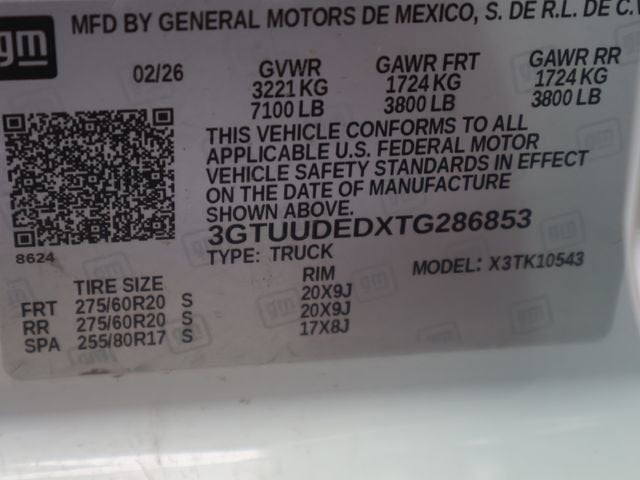 gm
MFD BY GENERAL MOTORS DE MEXICO, S. DE R.L. DE C.V
02/26 GVWR GAWR FRT GAWR RR
3221 KG 1724 KG 1724 KG
7100 LB 3800 LB 3800 LB
THIS VEHICLE CONFORMS TO ALL
APPLICABLE U.S. FEDERAL MOTOR
VEHICLE SAFETY STANDARDS IN EFFECT
ON THE DATE OF MANUFACTURE
SHOWN ABOVE.
3GTUUDEDXTG286853
8624 TYPE: TRUCK MODEL: X3TK10543
TIRE SIZE RIM
FRT 275/60R20 S 20X9J
RR 275/60R20 S 20X9J
SPA 255/80R17 S 17X8J